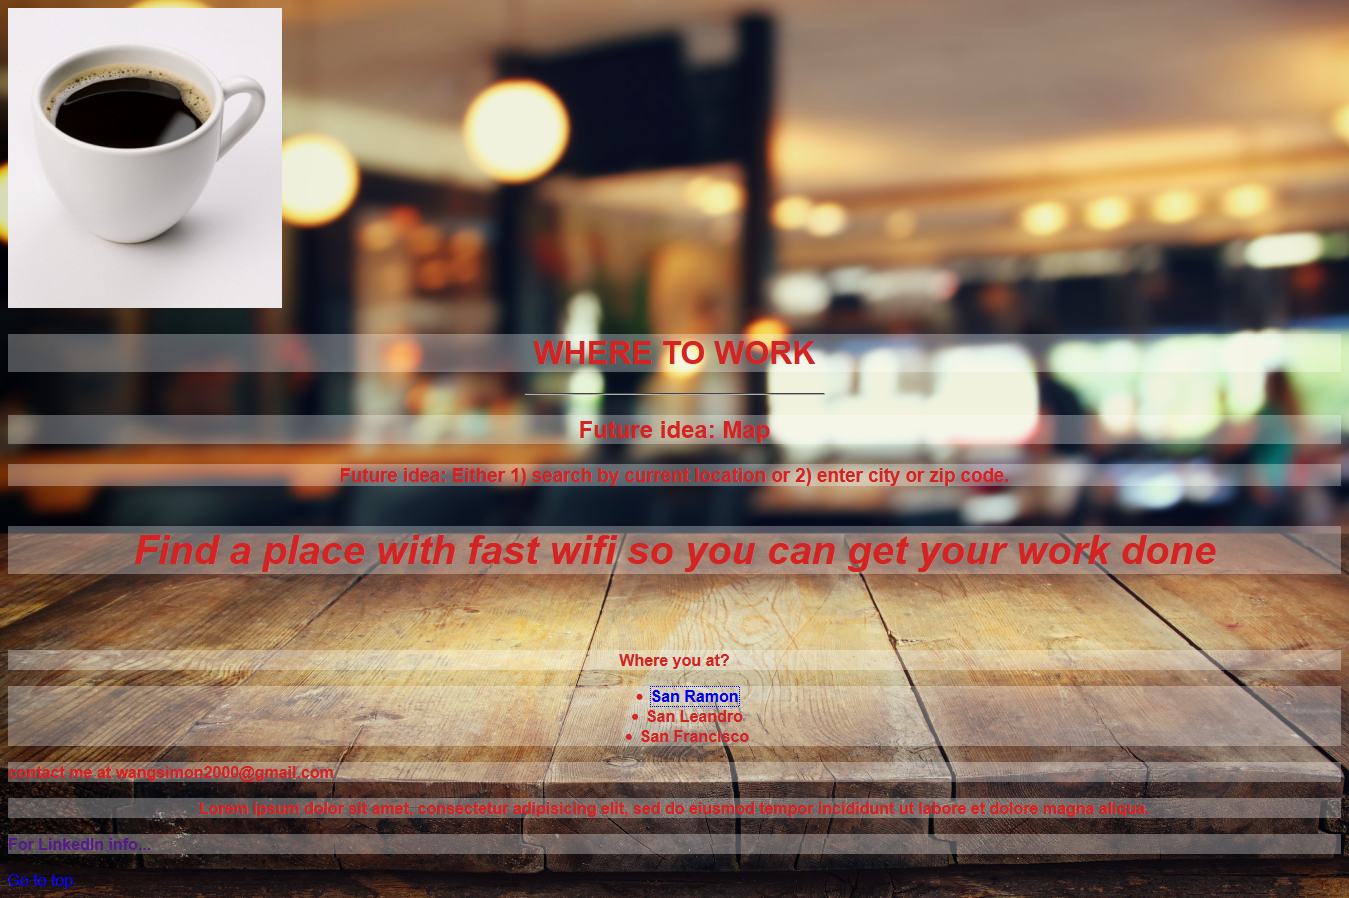 WHERE TO WORK
Future idea: Map
Future idea: Either 1) search by current location or 2) enter city or zip code.
Find a place with fast wifi so you can get your work done
Where you at?
• San Ramon
• San Leandro
• San Francisco
contact me at wangsimon2000@gmail.com
Lorem ipsum dolor sit amet, consectetur adipisicing elit, sed do eiusmod tempor incididunt ut labore et dolore magna aliqua.
For LinkedIn info...
Go to top